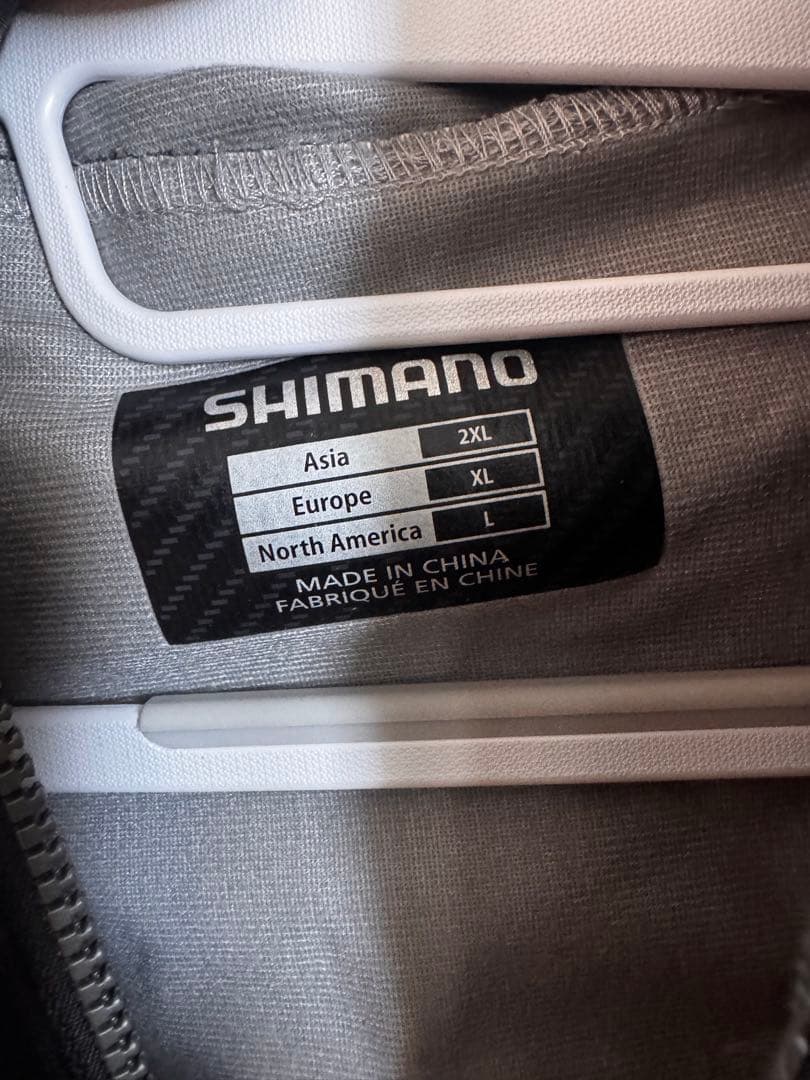 SHIMANO
Asia 2XL
Europe XL
North America L
MADE IN CHINA
FABRIQUÉ EN CHINE